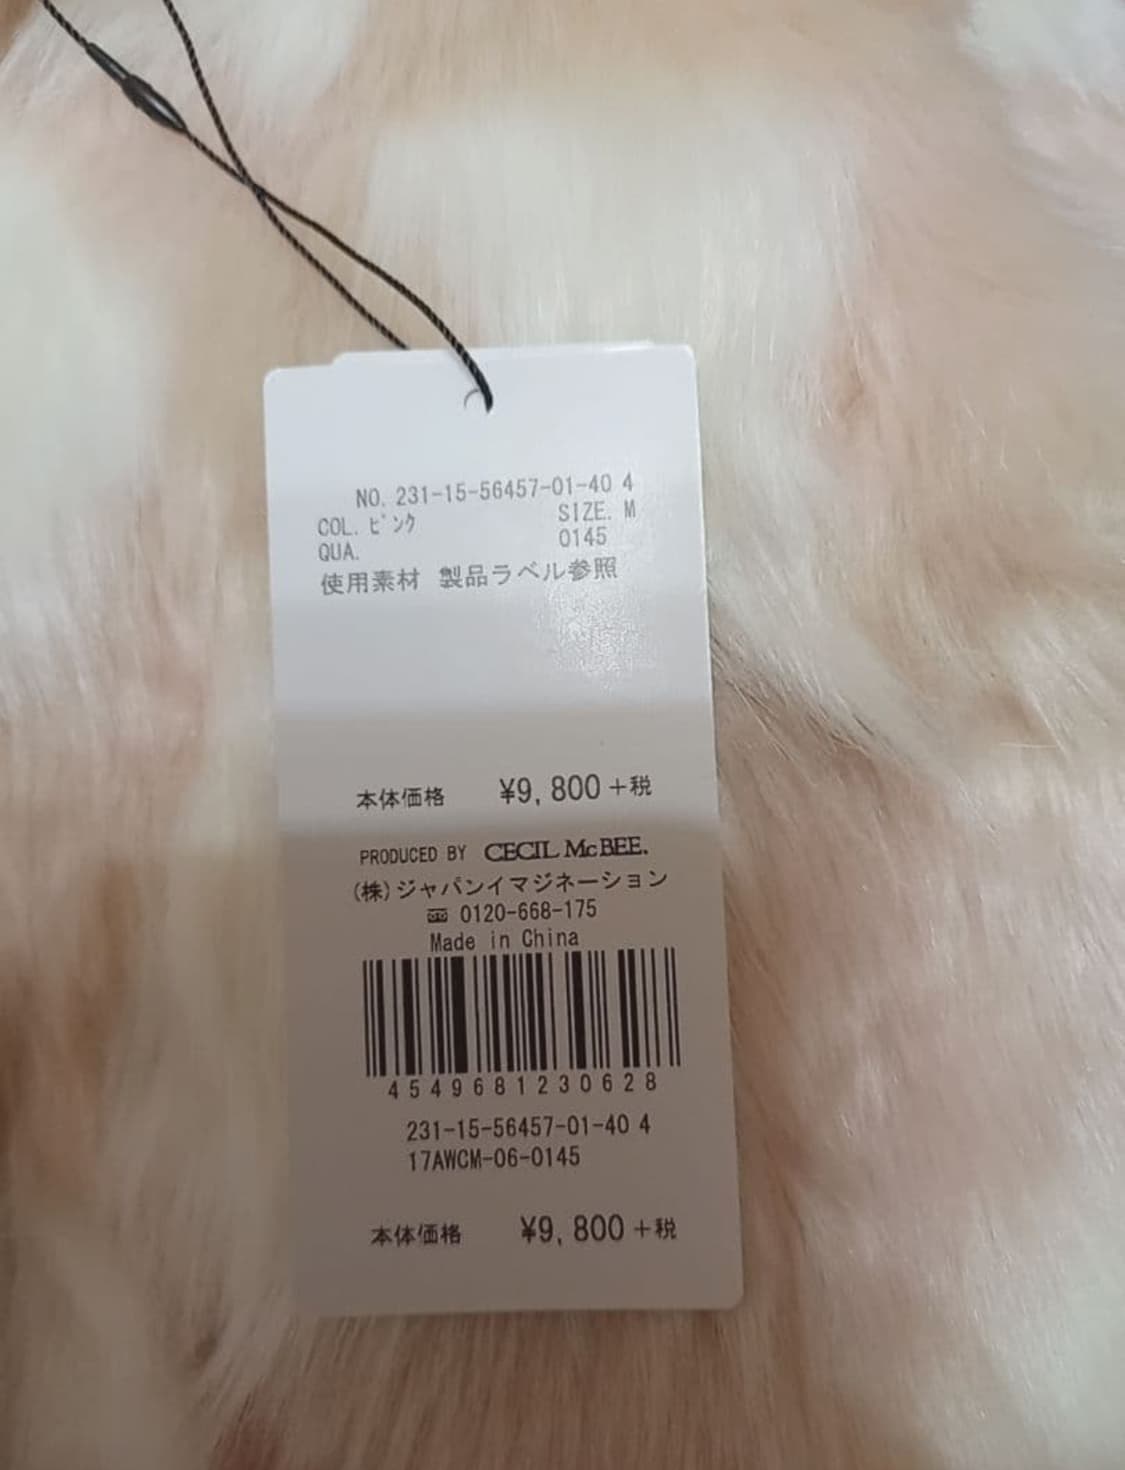 NO. 231-15-56457-01-40 4
COL. ピンク SIZE. M
QUA. 0145
使用素材 製品ラベル参照
本体価格 ¥9,800+税
PRODUCED BY CECIL McBEE.
(株)ジャパンイマジネーション
0120-668-175
Made in China
4549681230628
231-15-56457-01-40 4
17AWCM-06-0145
本体価格 ¥9,800+税